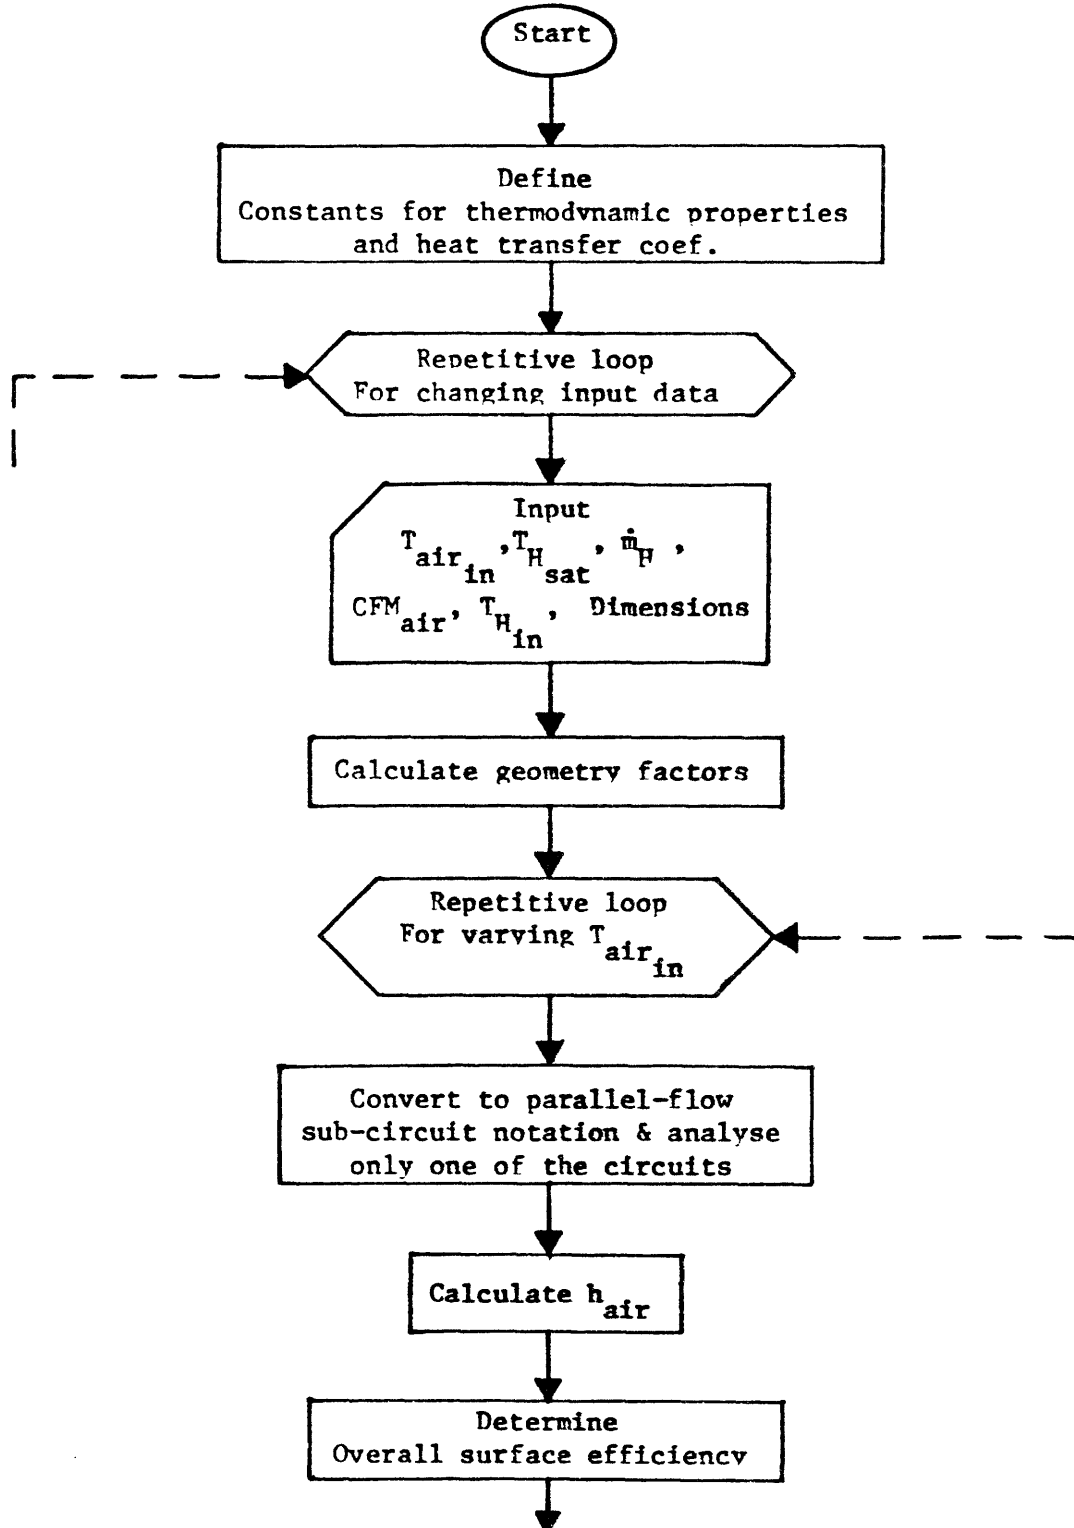 Start
Define
Constants for thermodynamic properties
and heat transfer coef.
Repetitive loop
For changing input data
Input
T_air_in, T_H_sat, ṁ_H,
CFM_air, T_H_in, Dimensions
Calculate geometry factors
Repetitive loop
For varying T_air_in
Convert to parallel-flow
sub-circuit notation & analyse
only one of the circuits
Calculate h_air
Determine
Overall surface efficiency